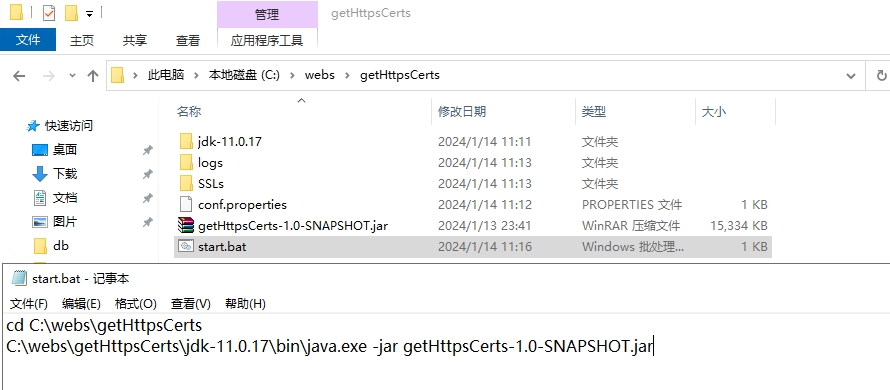 管理
getHttpsCerts
文件
主页
共享
查看
应用程序工具
此电脑 本地磁盘 (C:) webs getHttpsCerts
名称 修改日期 类型 大小
快速访问
桌面
下载
文档
图片
db
jdk-11.0.17 2024/1/14 11:11 文件夹
logs 2024/1/14 11:13 文件夹
SSLs 2024/1/14 11:13 文件夹
conf.properties 2024/1/14 11:12 PROPERTIES 文件 1 KB
getHttpsCerts-1.0-SNAPSHOT.jar 2024/1/13 23:41 WinRAR 压缩文件 15,334 KB
start.bat 2024/1/14 11:16 Windows 批处理... 1 KB
start.bat - 记事本
文件(F) 编辑(E) 格式(O) 查看(V) 帮助(H)
cd C:\webs\getHttpsCerts
C:\webs\getHttpsCerts\jdk-11.0.17\bin\java.exe -jar getHttpsCerts-1.0-SNAPSHOT.jar